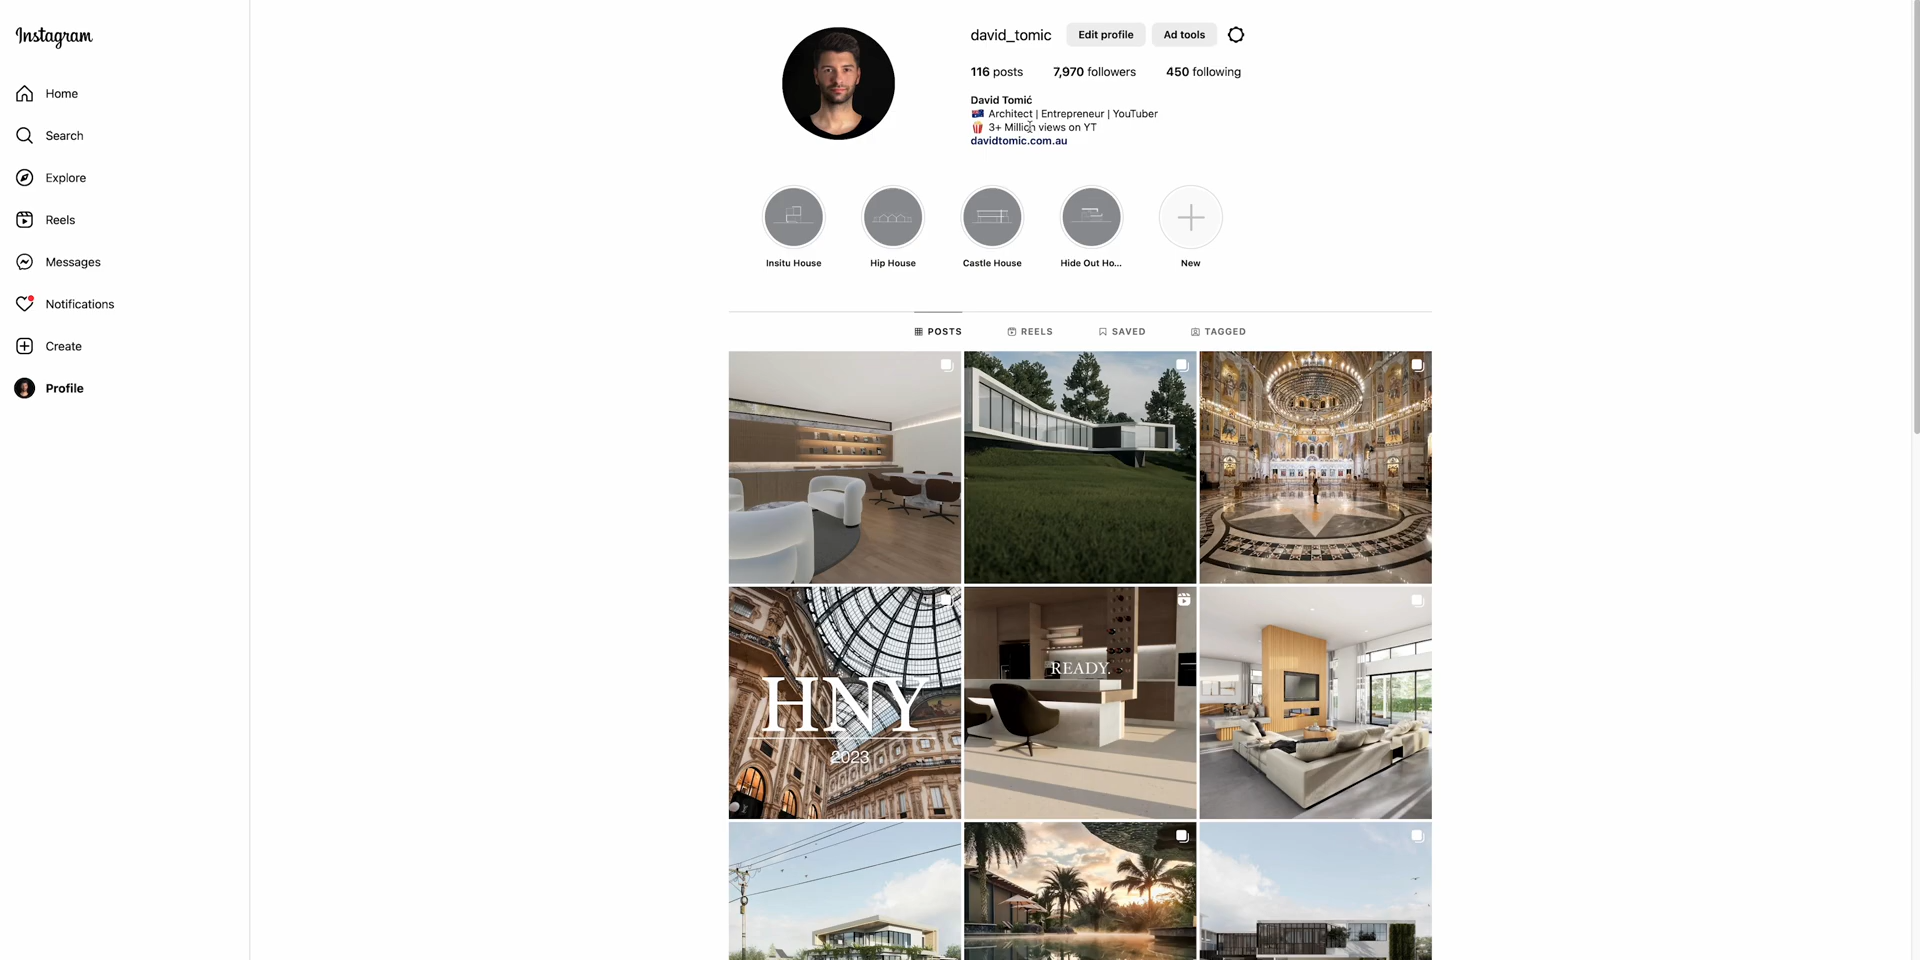 Instagram
Home
Search
Explore
Reels
Messages
Notifications
Create
Profile
david_tomic
Edit profile
Ad tools
116 posts
7,970 followers
450 following
David Tomić
Architect | Entrepreneur | YouTuber
3+ Million views on YT
davidtomic.com.au
Insitu House
Hip House
Castle House
Hide Out Ho...
New
POSTS
REELS
SAVED
TAGGED
HNY
2023
READY.